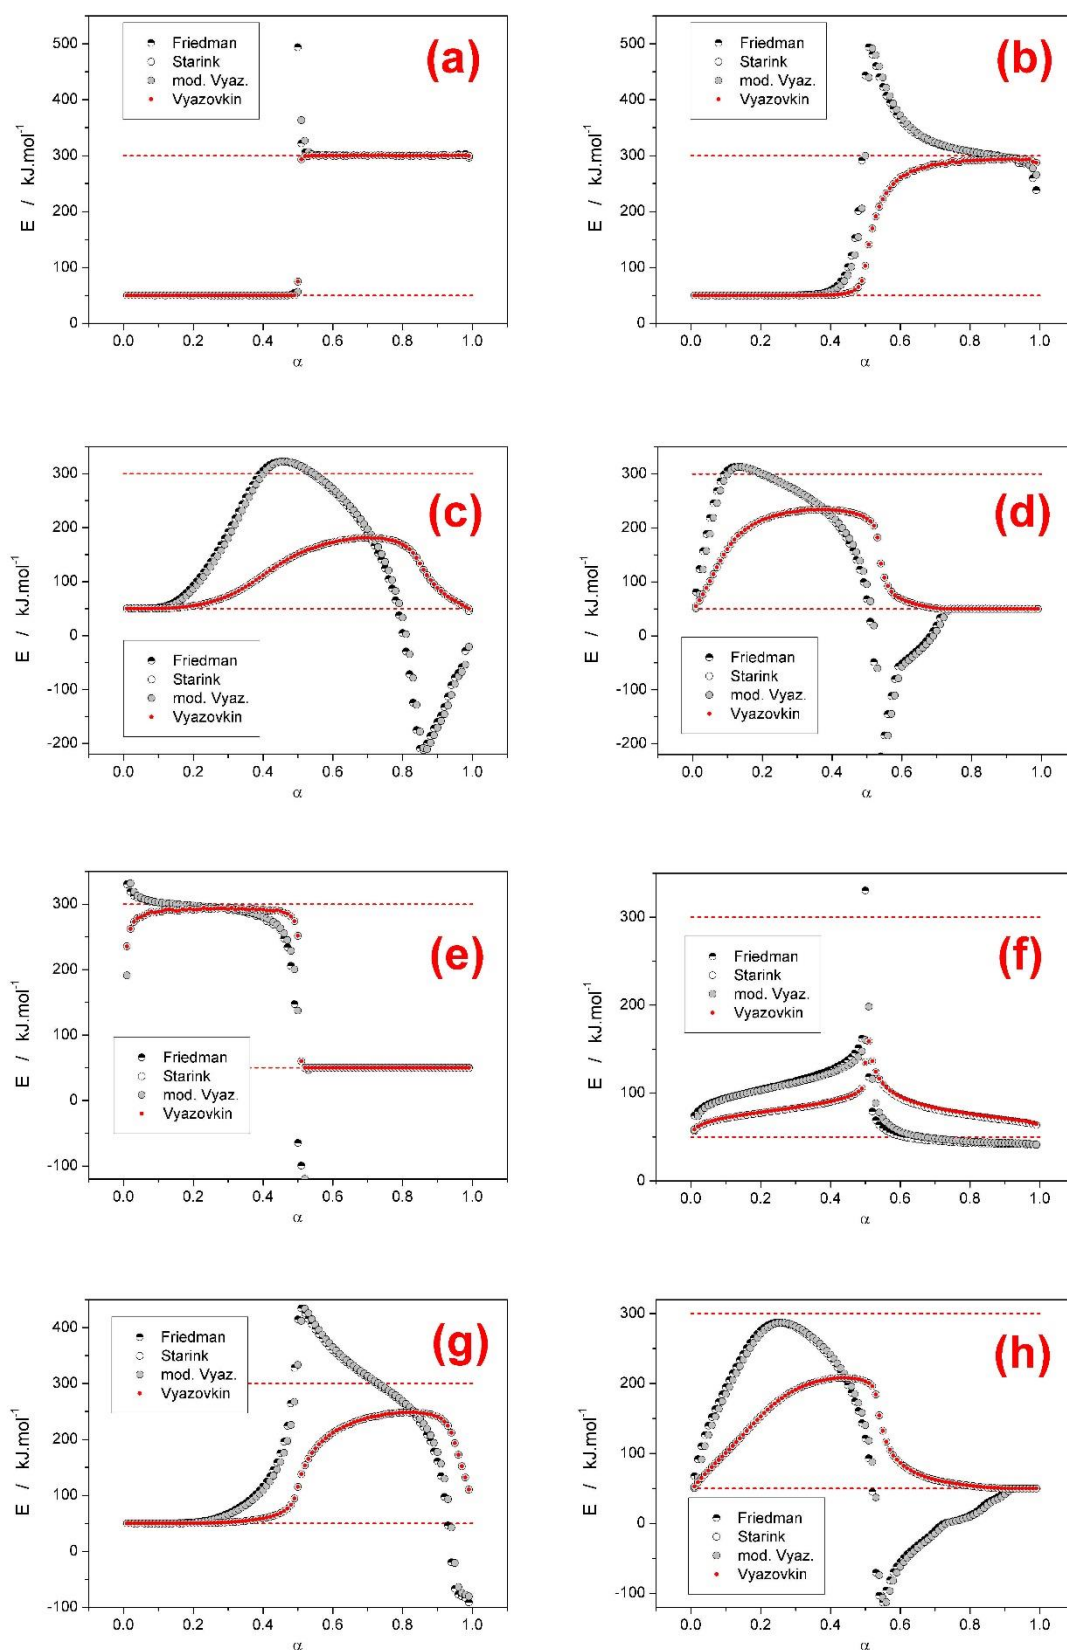 500
400
300
200
100
0
E / kJ.mol-1
Friedman
Starink
mod. Vyaz.
Vyazovkin
(a)
0.0 0.2 0.4 0.6 0.8 1.0
α
500
400
300
200
100
0
E / kJ.mol-1
Friedman
Starink
mod. Vyaz.
Vyazovkin
(b)
0.0 0.2 0.4 0.6 0.8 1.0
α
300
200
100
0
-100
-200
E / kJ.mol-1
(c)
Friedman
Starink
mod. Vyaz.
Vyazovkin
0.0 0.2 0.4 0.6 0.8 1.0
α
300
200
100
0
-100
-200
E / kJ.mol-1
(d)
Friedman
Starink
mod. Vyaz.
Vyazovkin
0.0 0.2 0.4 0.6 0.8 1.0
α
300
200
100
0
-100
E / kJ.mol-1
(e)
Friedman
Starink
mod. Vyaz.
Vyazovkin
0.0 0.2 0.4 0.6 0.8 1.0
α
300
200
100
0
E / kJ.mol-1
(f)
Friedman
Starink
mod. Vyaz.
Vyazovkin
0.0 0.2 0.4 0.6 0.8 1.0
α
400
300
200
100
0
-100
E / kJ.mol-1
Friedman
Starink
mod. Vyaz.
Vyazovkin
(g)
0.0 0.2 0.4 0.6 0.8 1.0
α
300
200
100
0
-100
E / kJ.mol-1
(h)
Friedman
Starink
mod. Vyaz.
Vyazovkin
0.0 0.2 0.4 0.6 0.8 1.0
α